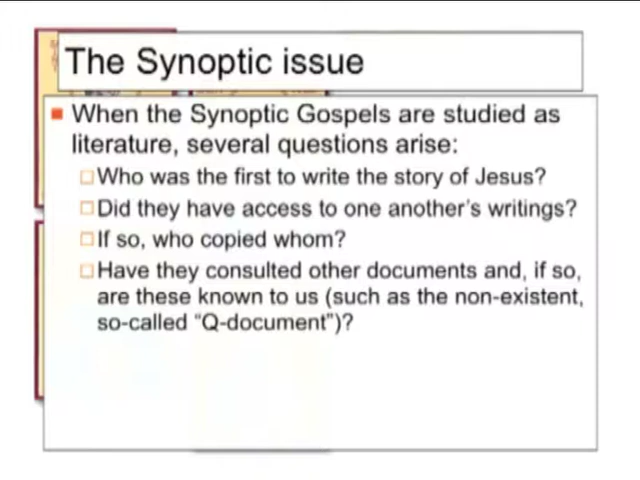 The Synoptic issue
When the Synoptic Gospels are studied as
literature, several questions arise:
Who was the first to write the story of Jesus?
Did they have access to one another's writings?
If so, who copied whom?
Have they consulted other documents and, if so,
are these known to us (such as the non-existent,
so-called "Q-document")?